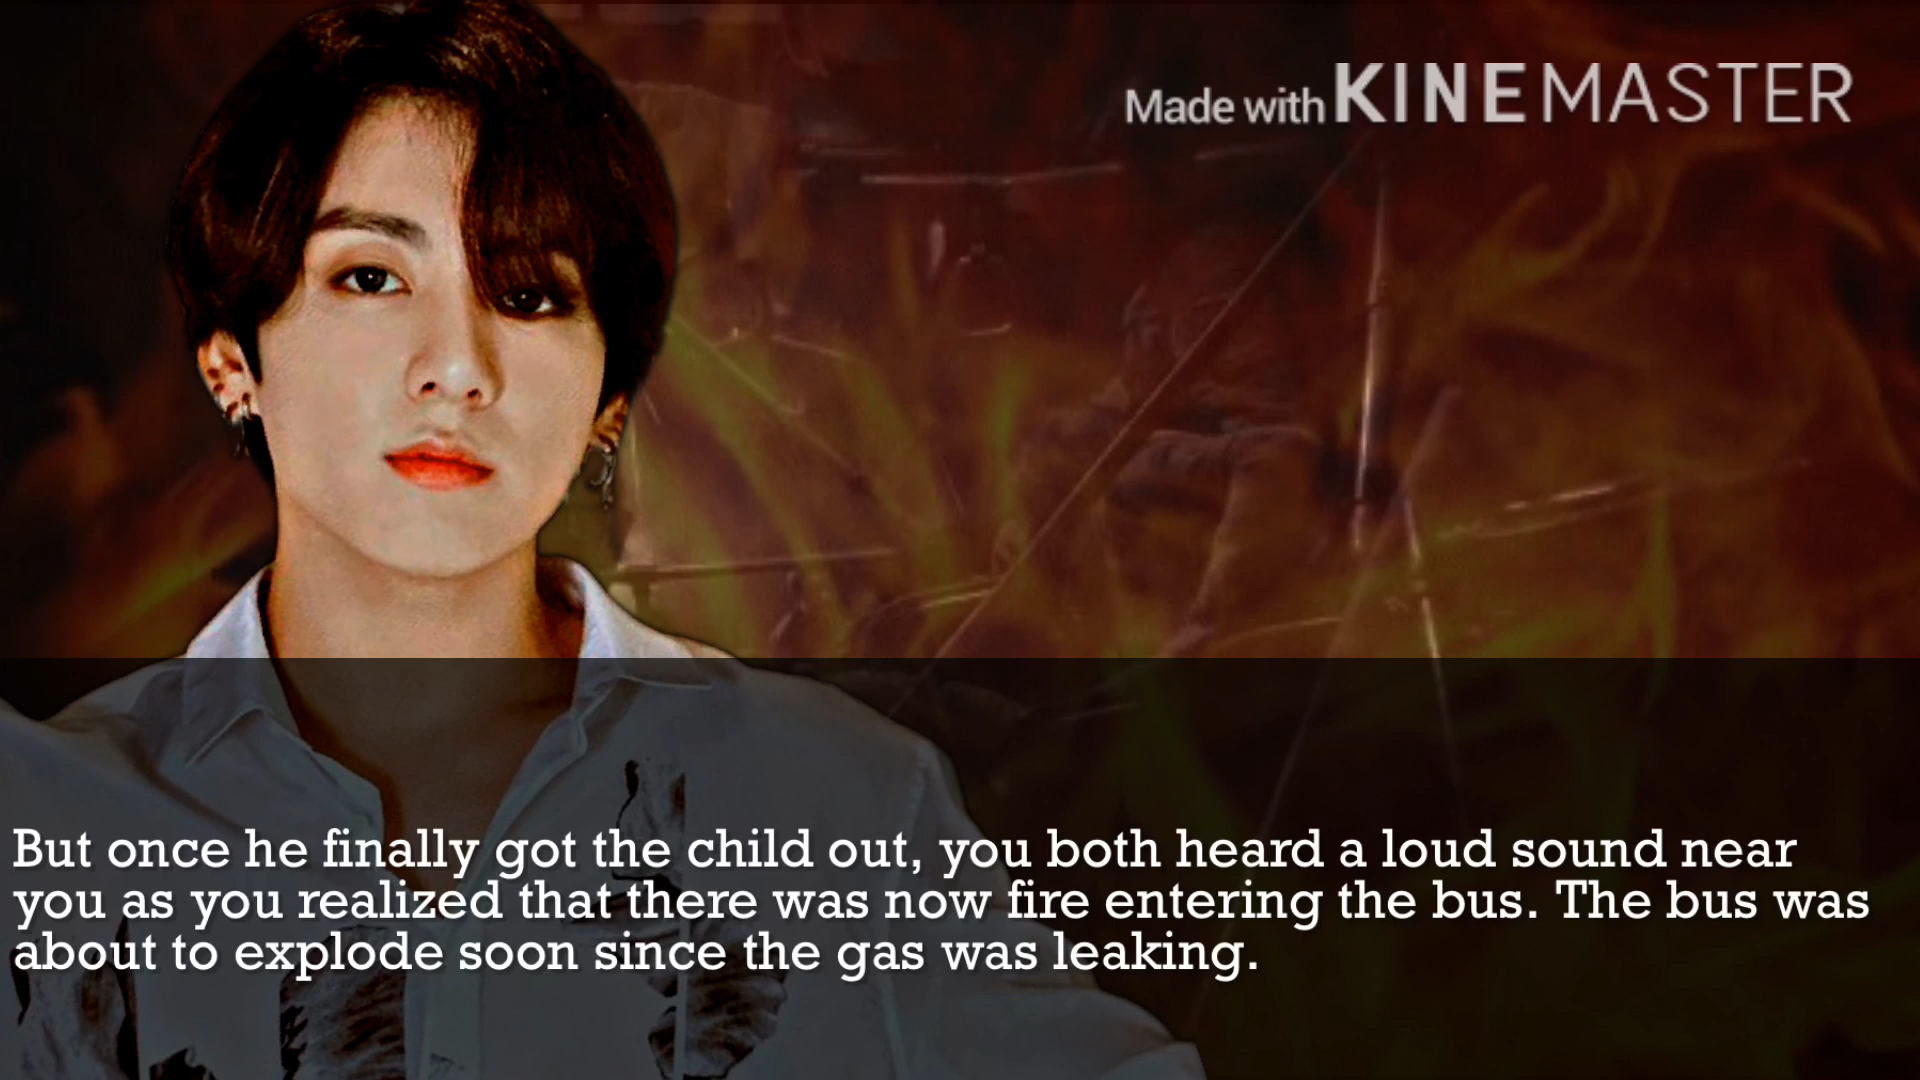 Made with KINEMASTER
But once he finally got the child out, you both heard a loud sound near
you as you realized that there was now fire entering the bus. The bus was
about to explode soon since the gas was leaking.